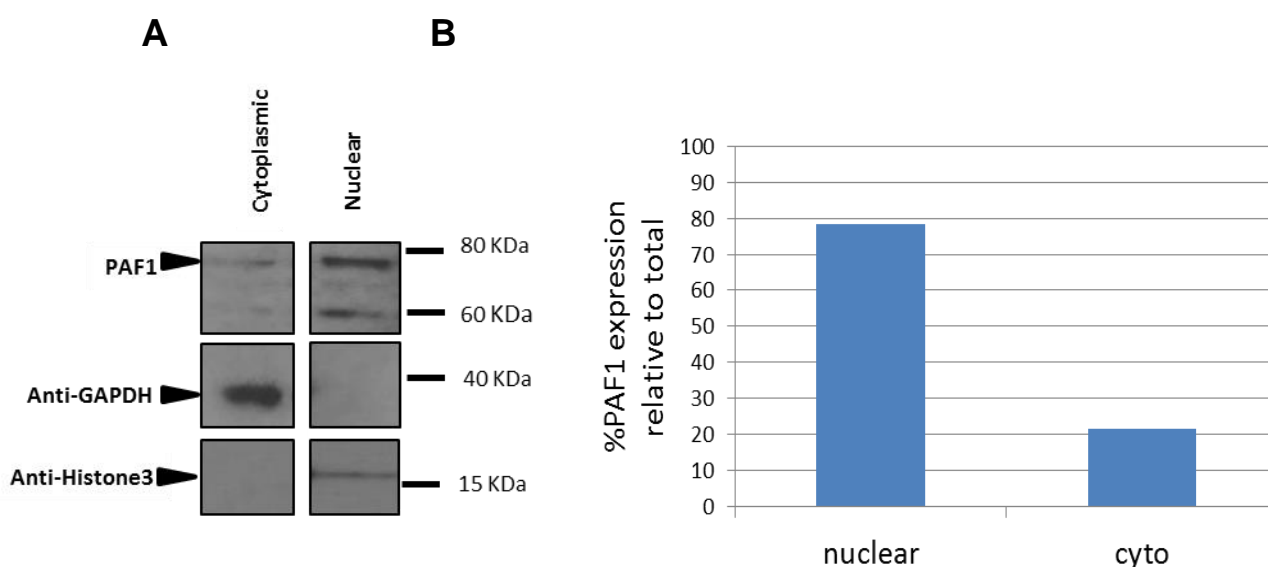 A
B
Cytoplasmic
Nuclear
PAF1
80 KDa
60 KDa
Anti-GAPDH
40 KDa
Anti-Histone3
15 KDa
%PAF1 expression
relative to total
100
90
80
70
60
50
40
30
20
10
0
nuclear
cyto